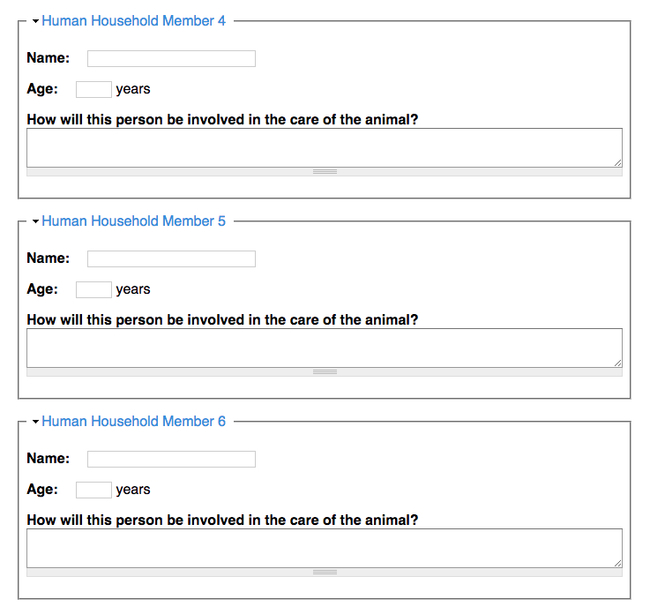 Human Household Member 4
Name:
Age: years
How will this person be involved in the care of the animal?
Human Household Member 5
Name:
Age: years
How will this person be involved in the care of the animal?
Human Household Member 6
Name:
Age: years
How will this person be involved in the care of the animal?